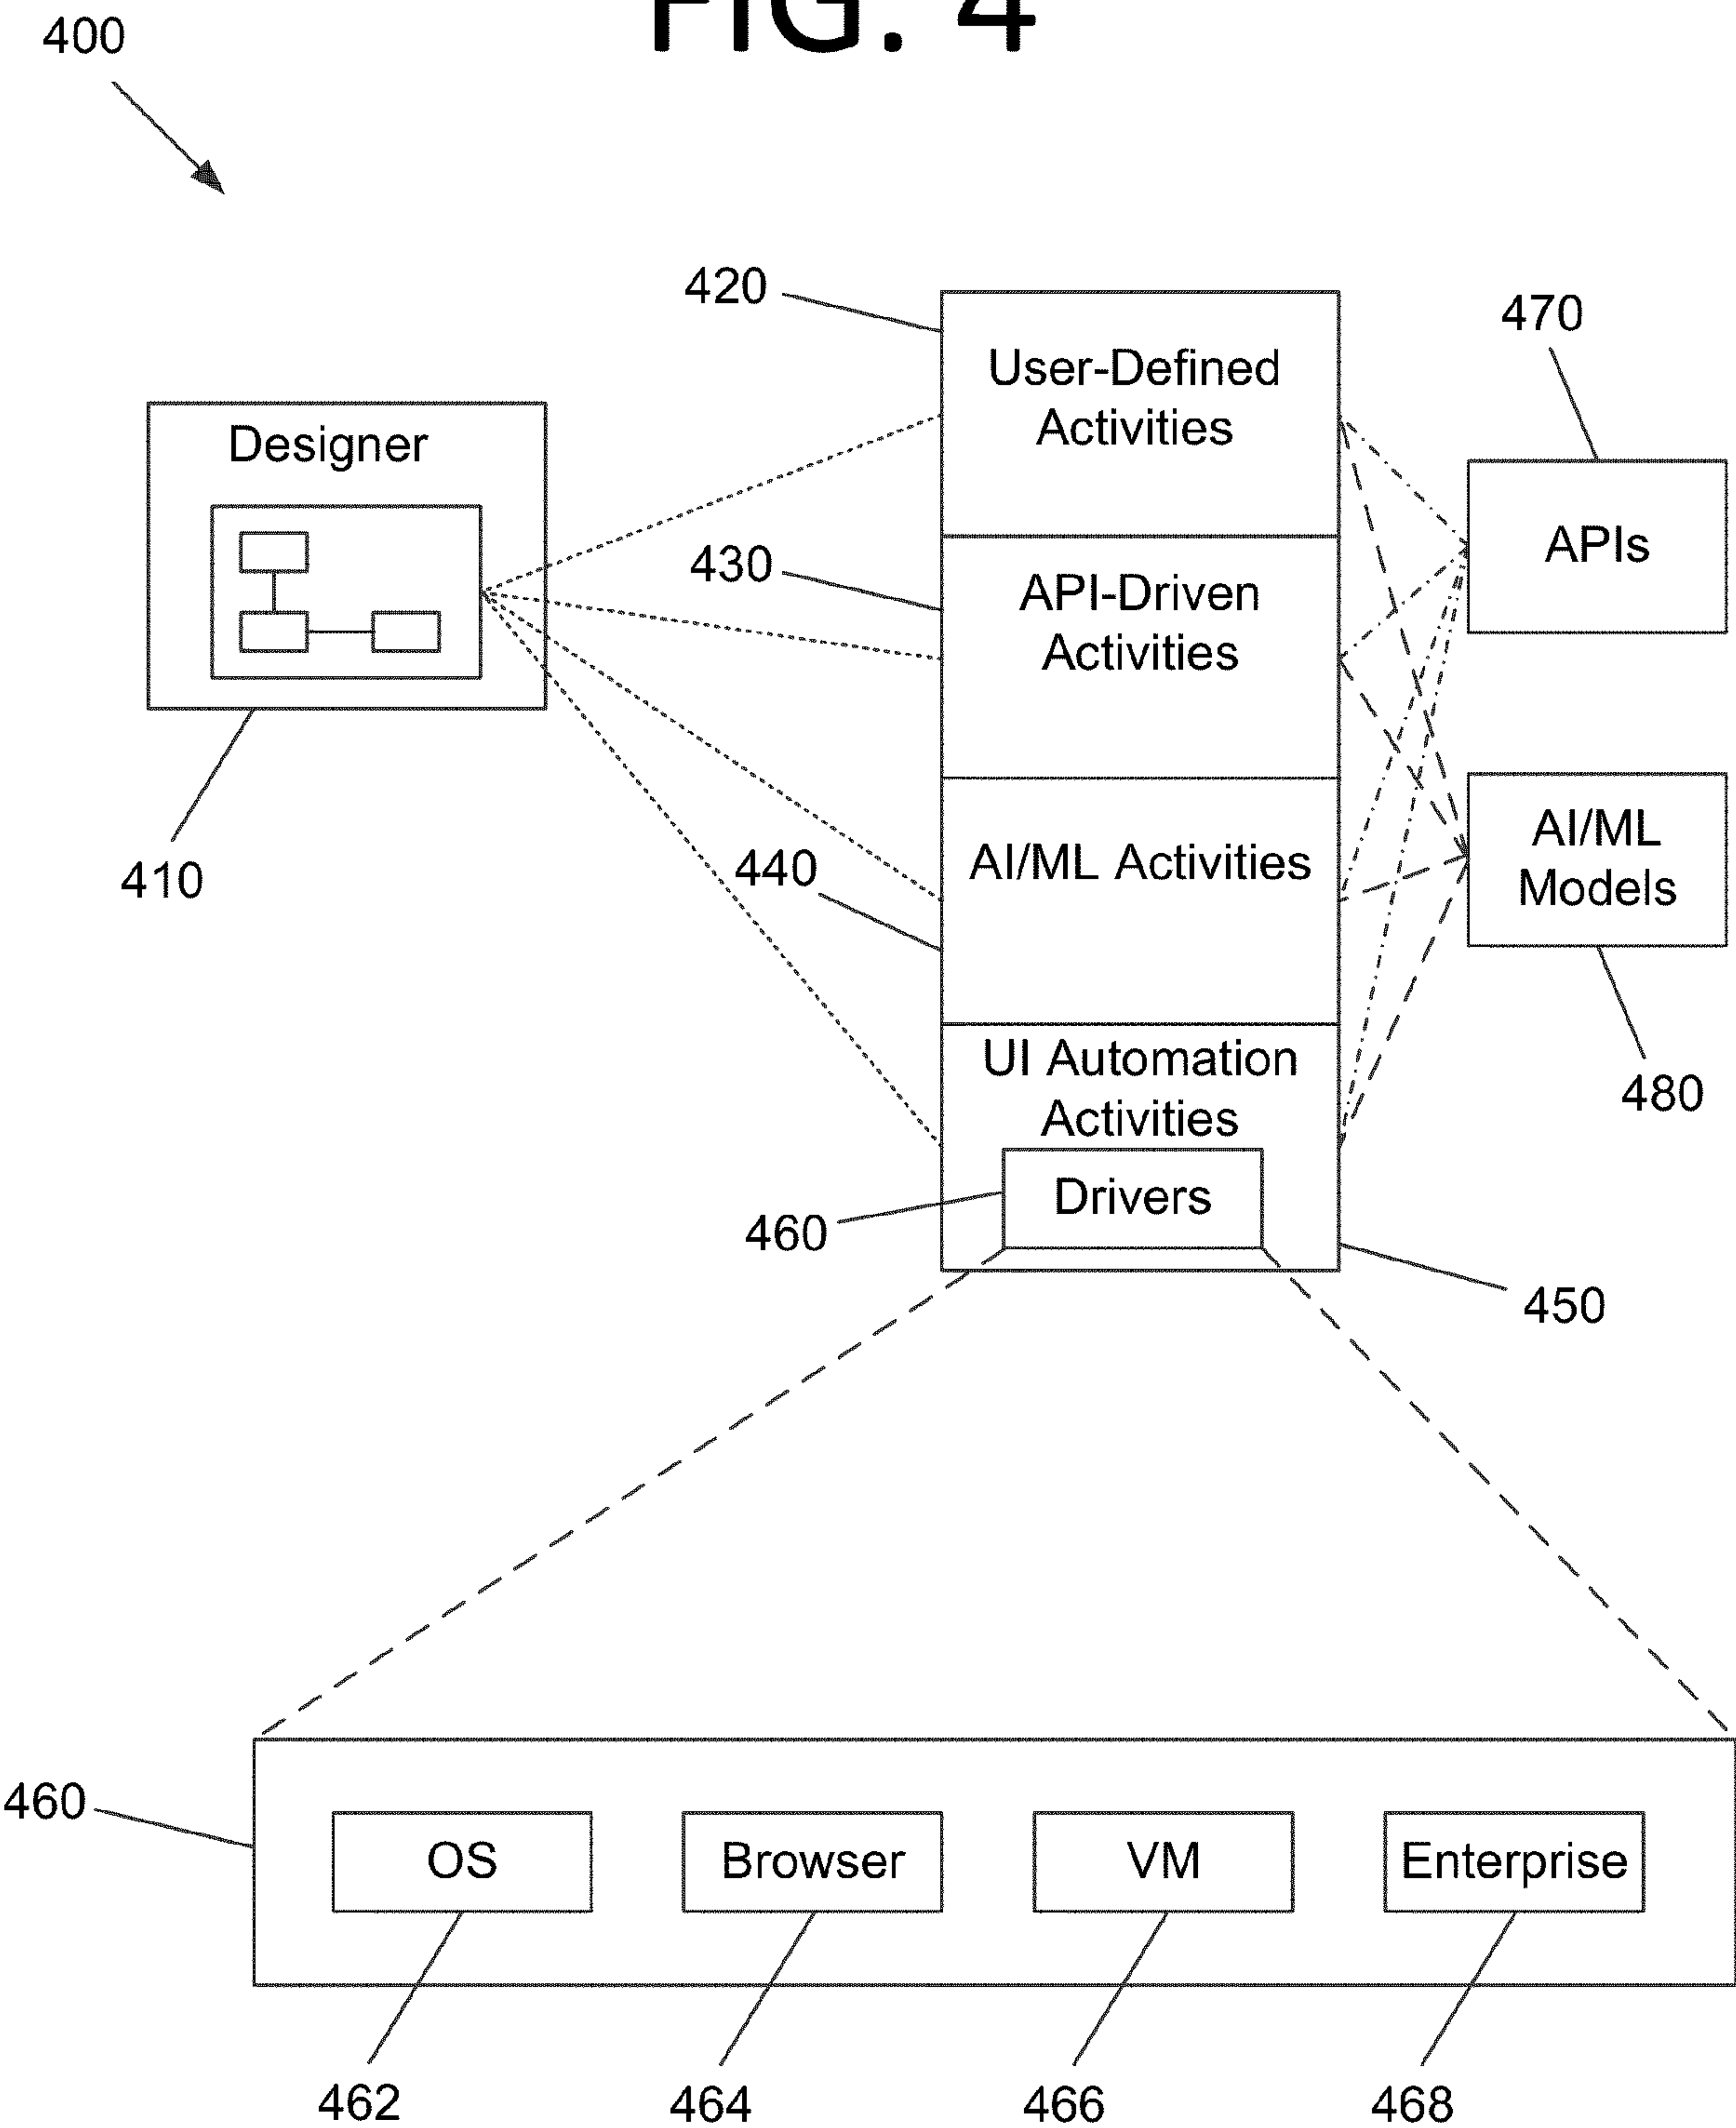 FIG. 4
400
420
470
User-Defined
Activities
Designer
APIs
430
API-Driven
Activities
410
440
AI/ML Activities
AI/ML
Models
480
UI Automation
Activities
460
Drivers
450
460
OS
Browser
VM
Enterprise
462
464
466
468